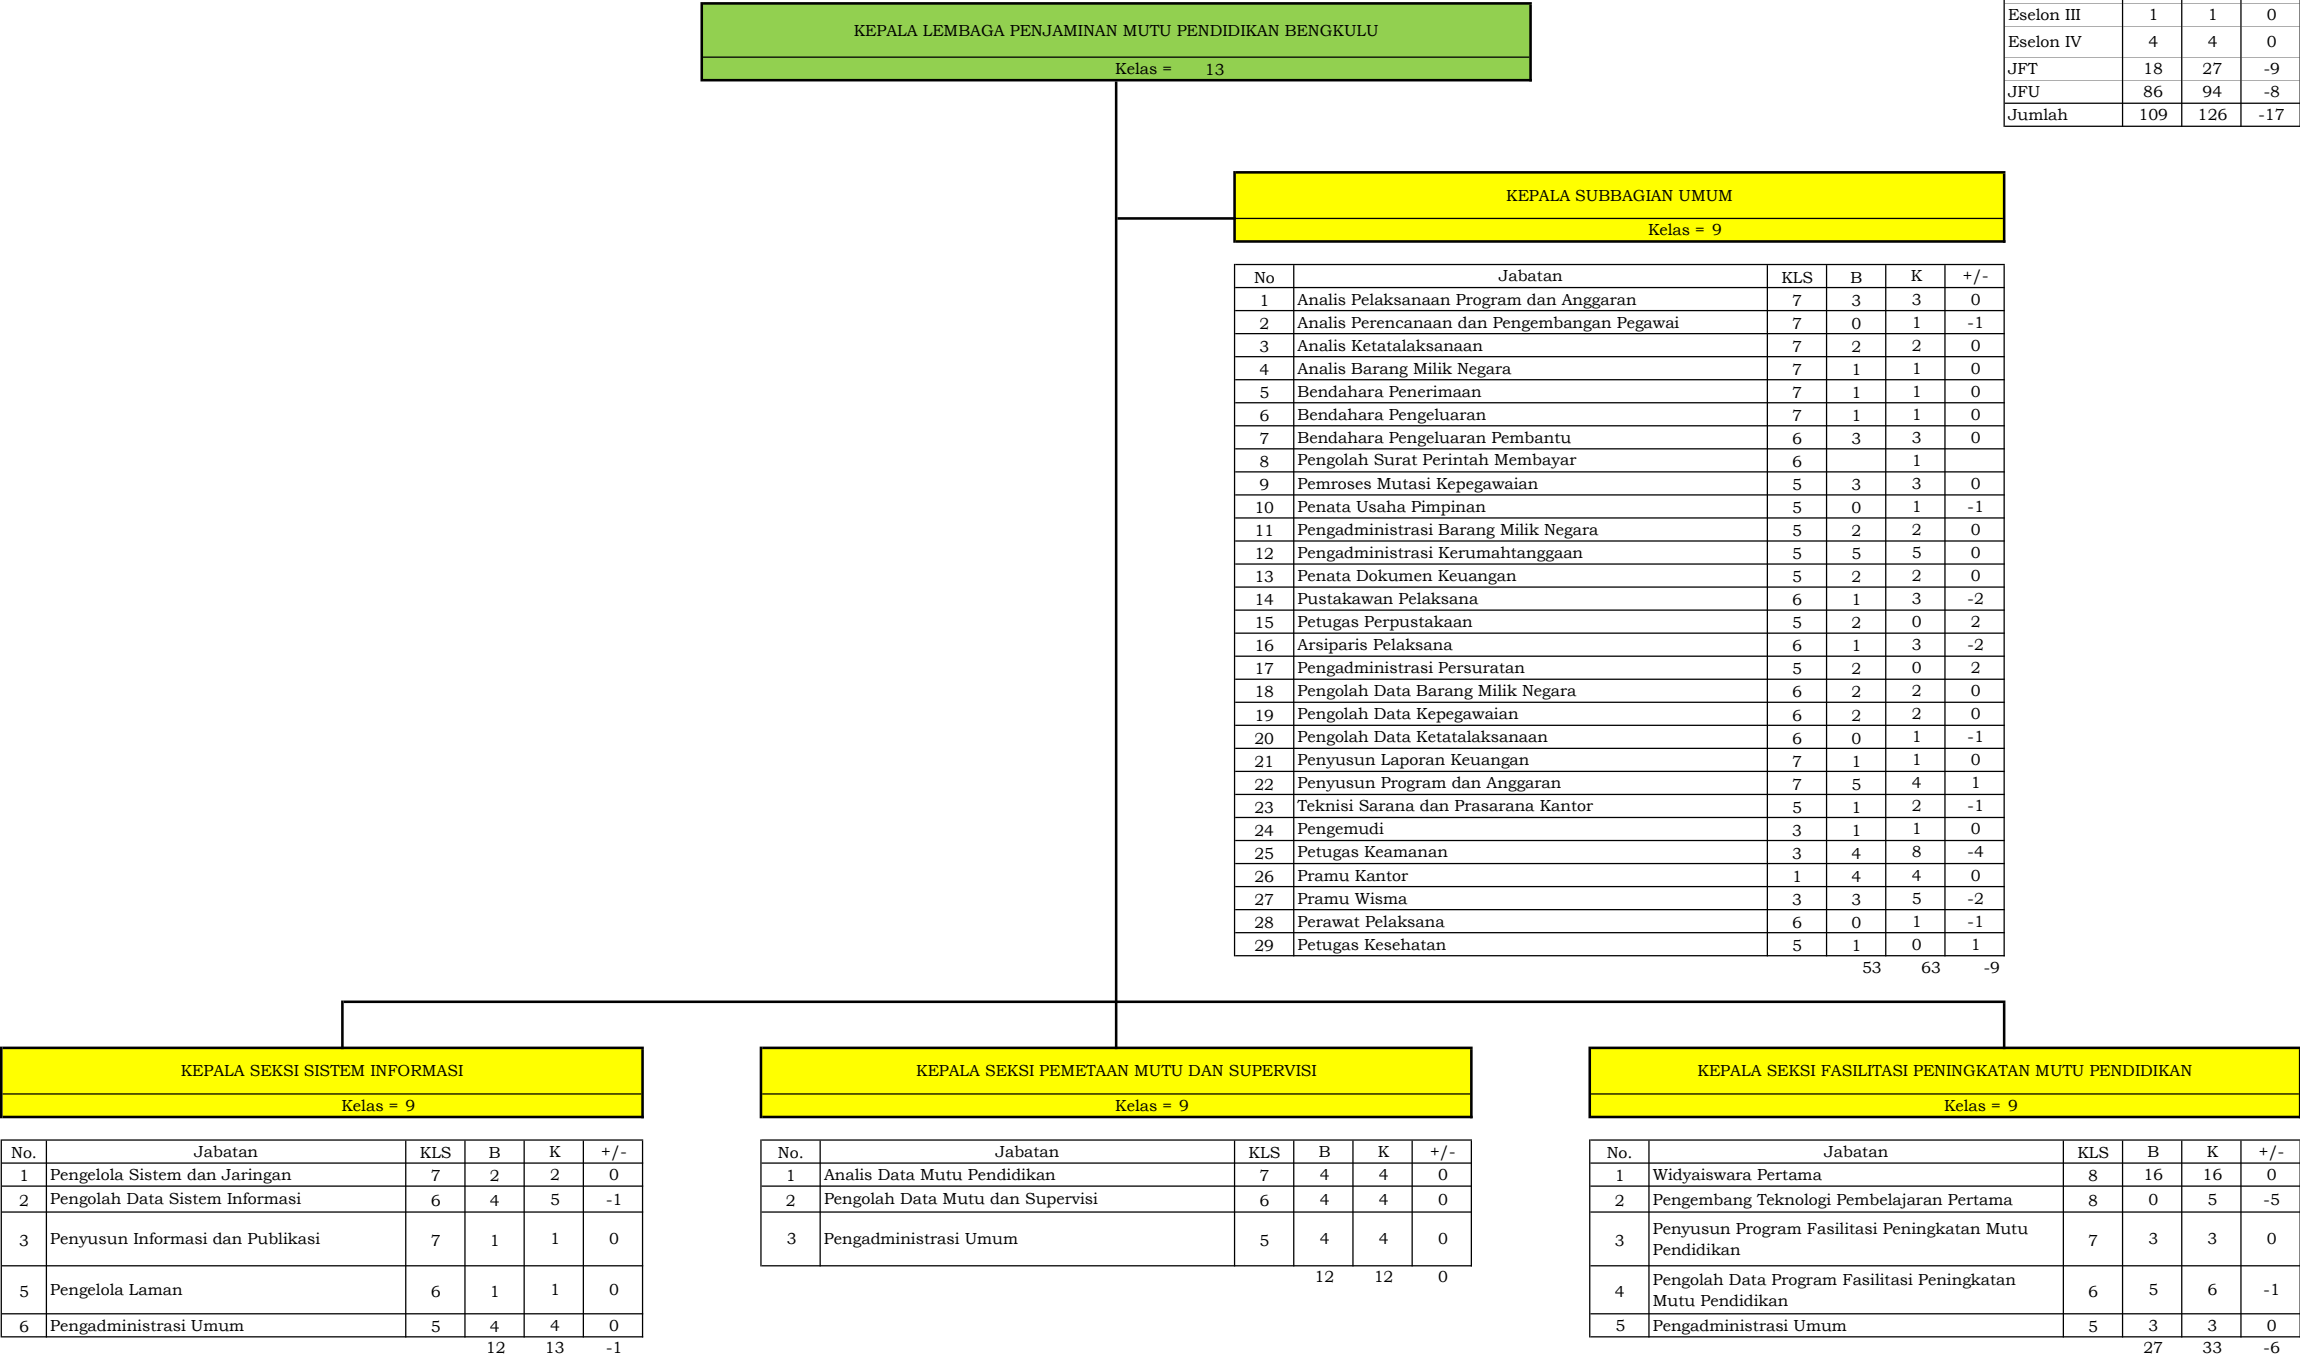 KEPALA LEMBAGA PENJAMINAN MUTU PENDIDIKAN BENGKULU
Kelas = 13
Eselon III 1 1 0
Eselon IV 4 4 0
JFT 18 27 -9
JFU 86 94 -8
Jumlah 109 126 -17
KEPALA SUBBAGIAN UMUM
Kelas = 9
No Jabatan KLS B K +/-
1 Analis Pelaksanaan Program dan Anggaran 7 3 3 0
2 Analis Perencanaan dan Pengembangan Pegawai 7 0 1 -1
3 Analis Ketatalaksanaan 7 2 2 0
4 Analis Barang Milik Negara 7 1 1 0
5 Bendahara Penerimaan 7 1 1 0
6 Bendahara Pengeluaran 7 1 1 0
7 Bendahara Pengeluaran Pembantu 6 3 3 0
8 Pengolah Surat Perintah Membayar 6 1
9 Pemroses Mutasi Kepegawaian 5 3 3 0
10 Penata Usaha Pimpinan 5 0 1 -1
11 Pengadministrasi Barang Milik Negara 5 2 2 0
12 Pengadministrasi Kerumahtanggaan 5 5 5 0
13 Penata Dokumen Keuangan 5 2 2 0
14 Pustakawan Pelaksana 6 1 3 -2
15 Petugas Perpustakaan 5 2 0 2
16 Arsiparis Pelaksana 6 1 3 -2
17 Pengadministrasi Persuratan 5 2 0 2
18 Pengolah Data Barang Milik Negara 6 2 2 0
19 Pengolah Data Kepegawaian 6 2 2 0
20 Pengolah Data Ketatalaksanaan 6 0 1 -1
21 Penyusun Laporan Keuangan 7 1 1 0
22 Penyusun Program dan Anggaran 7 5 4 1
23 Teknisi Sarana dan Prasarana Kantor 5 1 2 -1
24 Pengemudi 3 1 1 0
25 Petugas Keamanan 3 4 8 -4
26 Pramu Kantor 1 4 4 0
27 Pramu Wisma 3 3 5 -2
28 Perawat Pelaksana 6 0 1 -1
29 Petugas Kesehatan 5 1 0 1
53 63 -9
KEPALA SEKSI SISTEM INFORMASI
Kelas = 9
No. Jabatan KLS B K +/-
1 Pengelola Sistem dan Jaringan 7 2 2 0
2 Pengolah Data Sistem Informasi 6 4 5 -1
3 Penyusun Informasi dan Publikasi 7 1 1 0
5 Pengelola Laman 6 1 1 0
6 Pengadministrasi Umum 5 4 4 0
12 13 -1
KEPALA SEKSI PEMETAAN MUTU DAN SUPERVISI
Kelas = 9
No. Jabatan KLS B K +/-
1 Analis Data Mutu Pendidikan 7 4 4 0
2 Pengolah Data Mutu dan Supervisi 6 4 4 0
3 Pengadministrasi Umum 5 4 4 0
12 12 0
KEPALA SEKSI FASILITASI PENINGKATAN MUTU PENDIDIKAN
Kelas = 9
No. Jabatan KLS B K +/-
1 Widyaiswara Pertama 8 16 16 0
2 Pengembang Teknologi Pembelajaran Pertama 8 0 5 -5
3 Penyusun Program Fasilitasi Peningkatan Mutu
Pendidikan 7 3 3 0
4 Pengolah Data Program Fasilitasi Peningkatan
Mutu Pendidikan 6 5 6 -1
5 Pengadministrasi Umum 5 3 3 0
27 33 -6